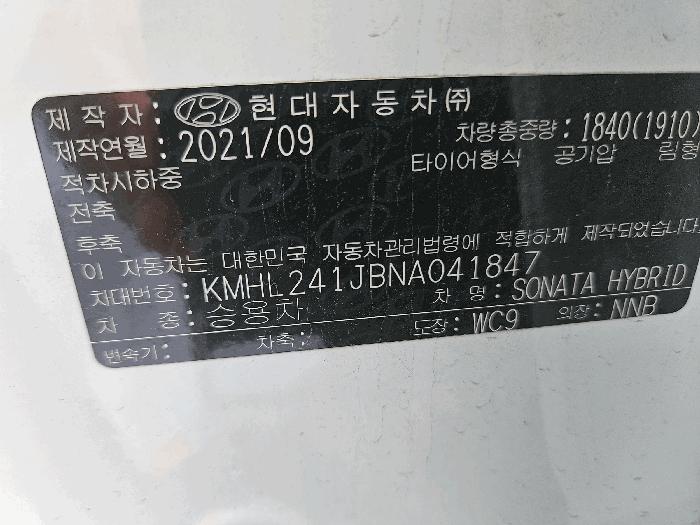 제 작 자 : 현대자동차㈜
제작연월 : 2021/09 차량총중량 : 1840(1910)
적차시하중 타이어형식 공기압 림형
전축
후축
이 자동차는 대한민국 자동차관리법령에 적합하게 제작되었습니다.
차대번호 : KMHL241JBNA041847
차 종 : 승용차 차 명 : SONATA HYBRID
변속기 : 차축 : 도장 : WC9 외장 : NNB